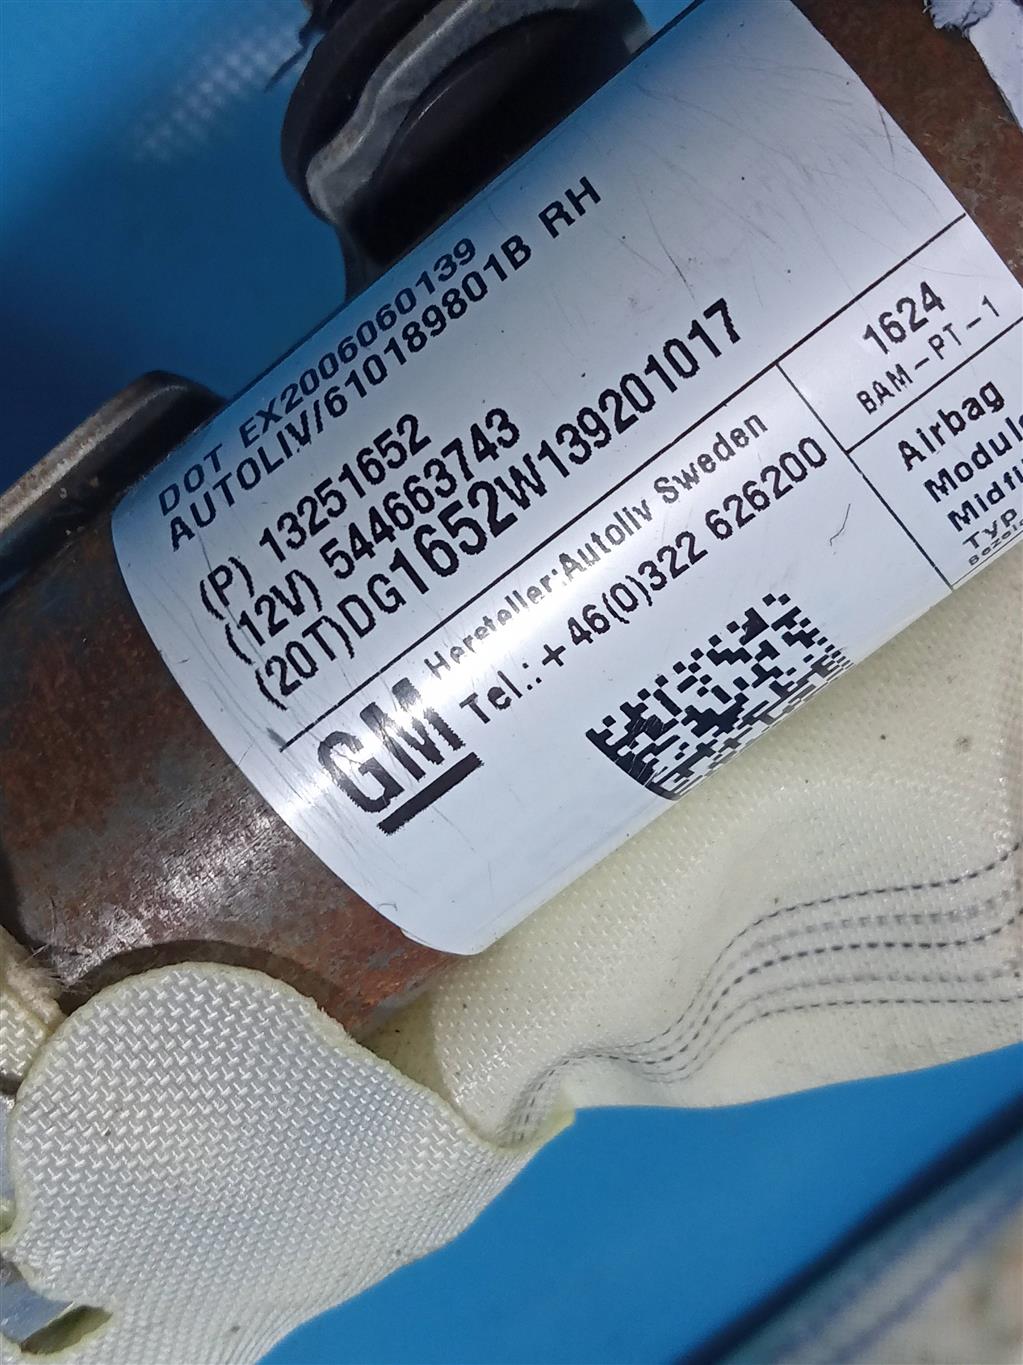 DOT EX2006060139
AUTOLIV/610189801B RH
(P) 13251652
(12V) 544663743
(20T)DG1652W139201017
GM
Hersteller:Autoliv Sweden
Tel.:+46(0)322 626200
1624
BAM-PT-1
Airbag